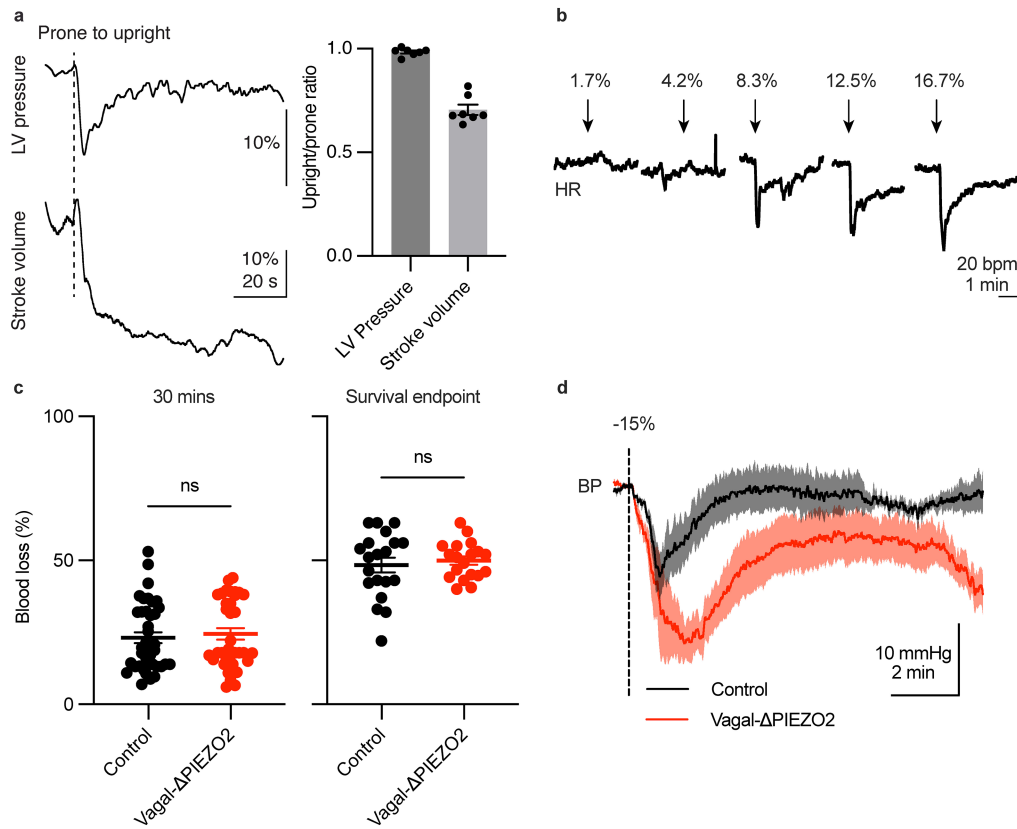 a
Prone to upright
LV pressure
10%
Stroke volume
10%
20 s
Upright/prone ratio
1.0
0.5
0.0
LV Pressure
Stroke volume
b
1.7%
4.2%
8.3%
12.5%
16.7%
HR
20 bpm
1 min
c
30 mins
Survival endpoint
Blood loss (%)
100
50
0
ns
ns
Control
Vagal-ΔPIEZO2
Control
Vagal-ΔPIEZO2
d
-15%
BP
10 mmHg
2 min
Control
Vagal-ΔPIEZO2